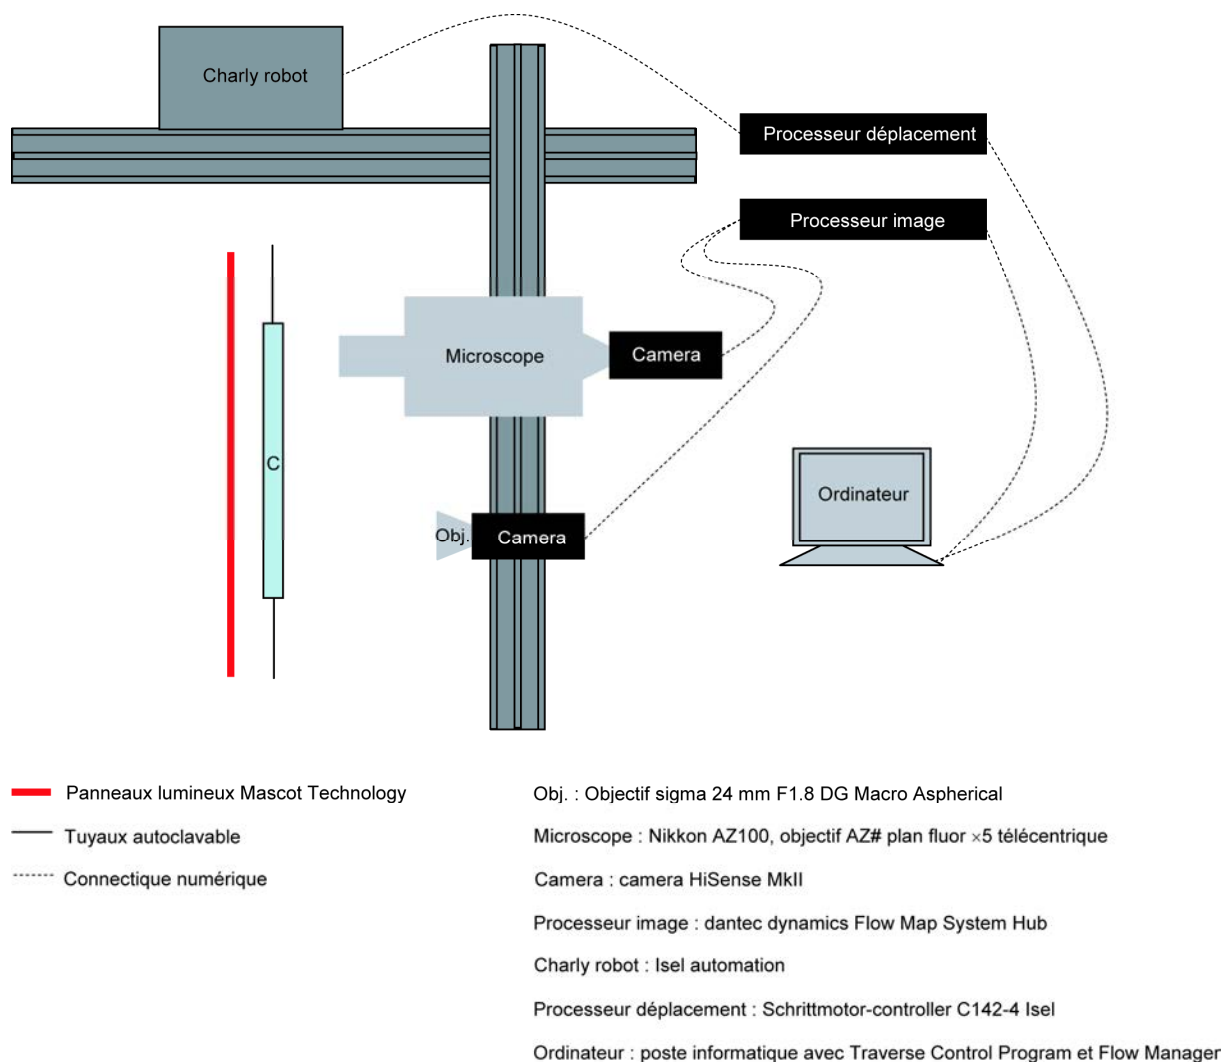 Charly robot
Processeur déplacement
Processeur image
Microscope
Camera
C
Ordinateur
Obj.
Camera
Panneaux lumineux Mascot Technology
Tuyaux autoclavable
Connectique numérique
Obj. : Objectif sigma 24 mm F1.8 DG Macro Aspherical
Microscope : Nikkon AZ100, objectif AZ# plan fluor ×5 télécentrique
Camera : camera HiSense MkII
Processeur image : dantec dynamics Flow Map System Hub
Charly robot : Isel automation
Processeur déplacement : Schrittmotor-controller C142-4 Isel
Ordinateur : poste informatique avec Traverse Control Program et Flow Manager